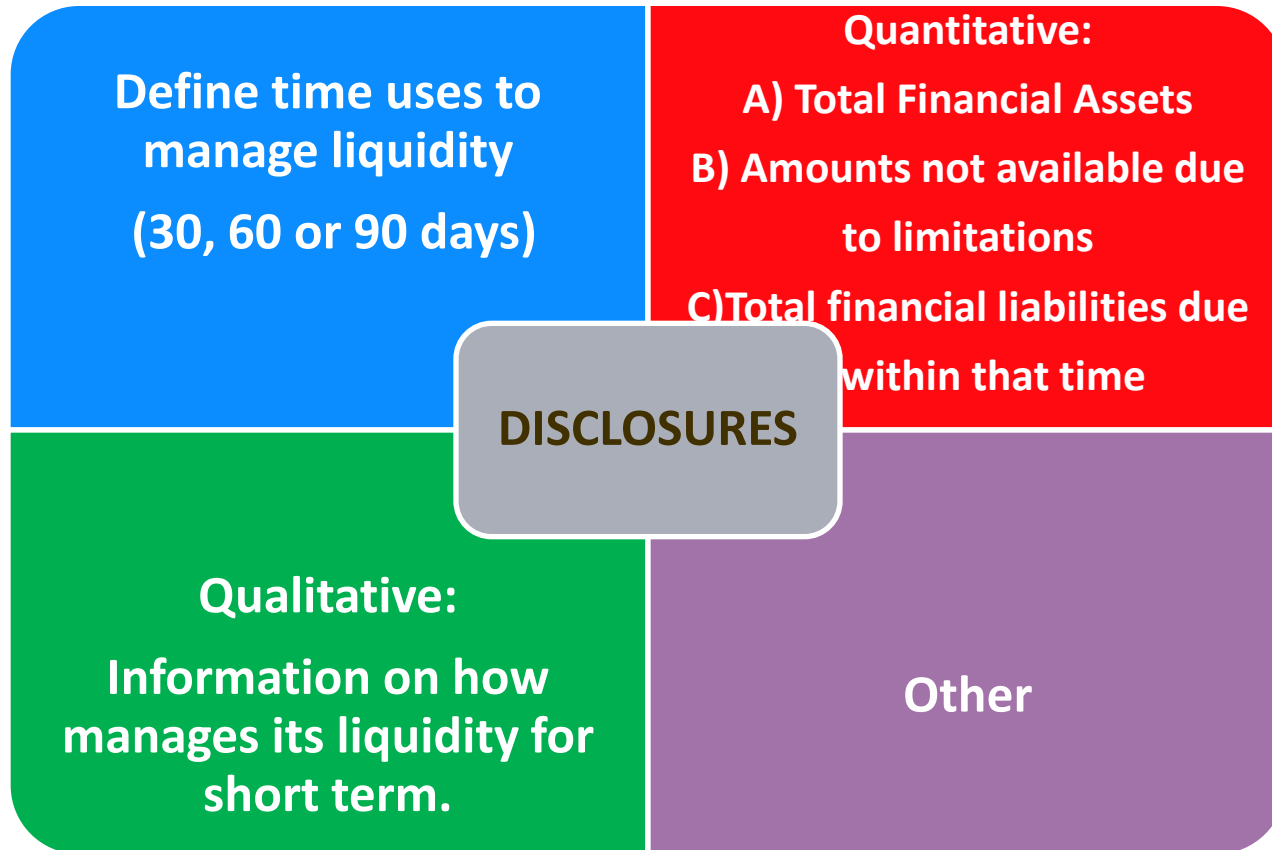 Define time uses to
manage liquidity
(30, 60 or 90 days)
Quantitative:
A) Total Financial Assets
B) Amounts not available due
to limitations
C)Total financial liabilities due
within that time
DISCLOSURES
Qualitative:
Information on how
manages its liquidity for
short term.
Other